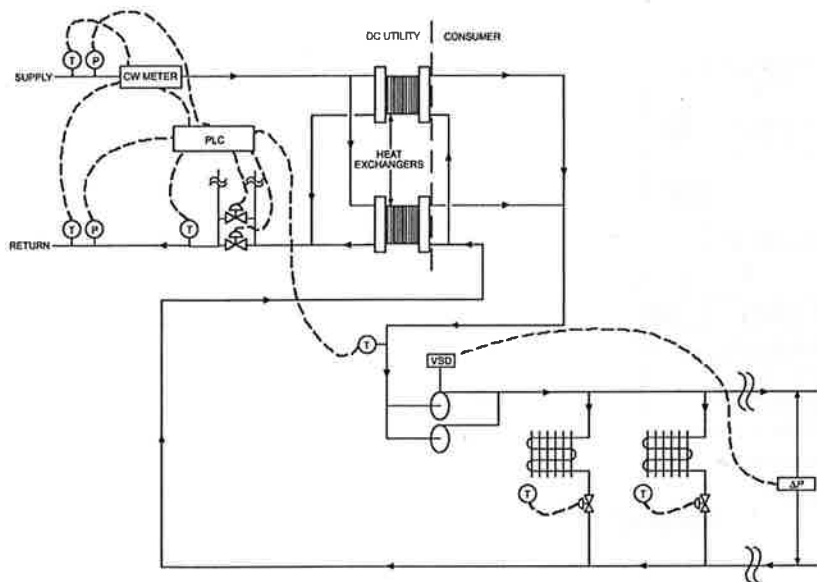 DC UTILITY
CONSUMER
T
P
SUPPLY
CW METER
PLC
HEAT
EXCHANGERS
RETURN
T
P
T
T
VSD
T
T
ΔP